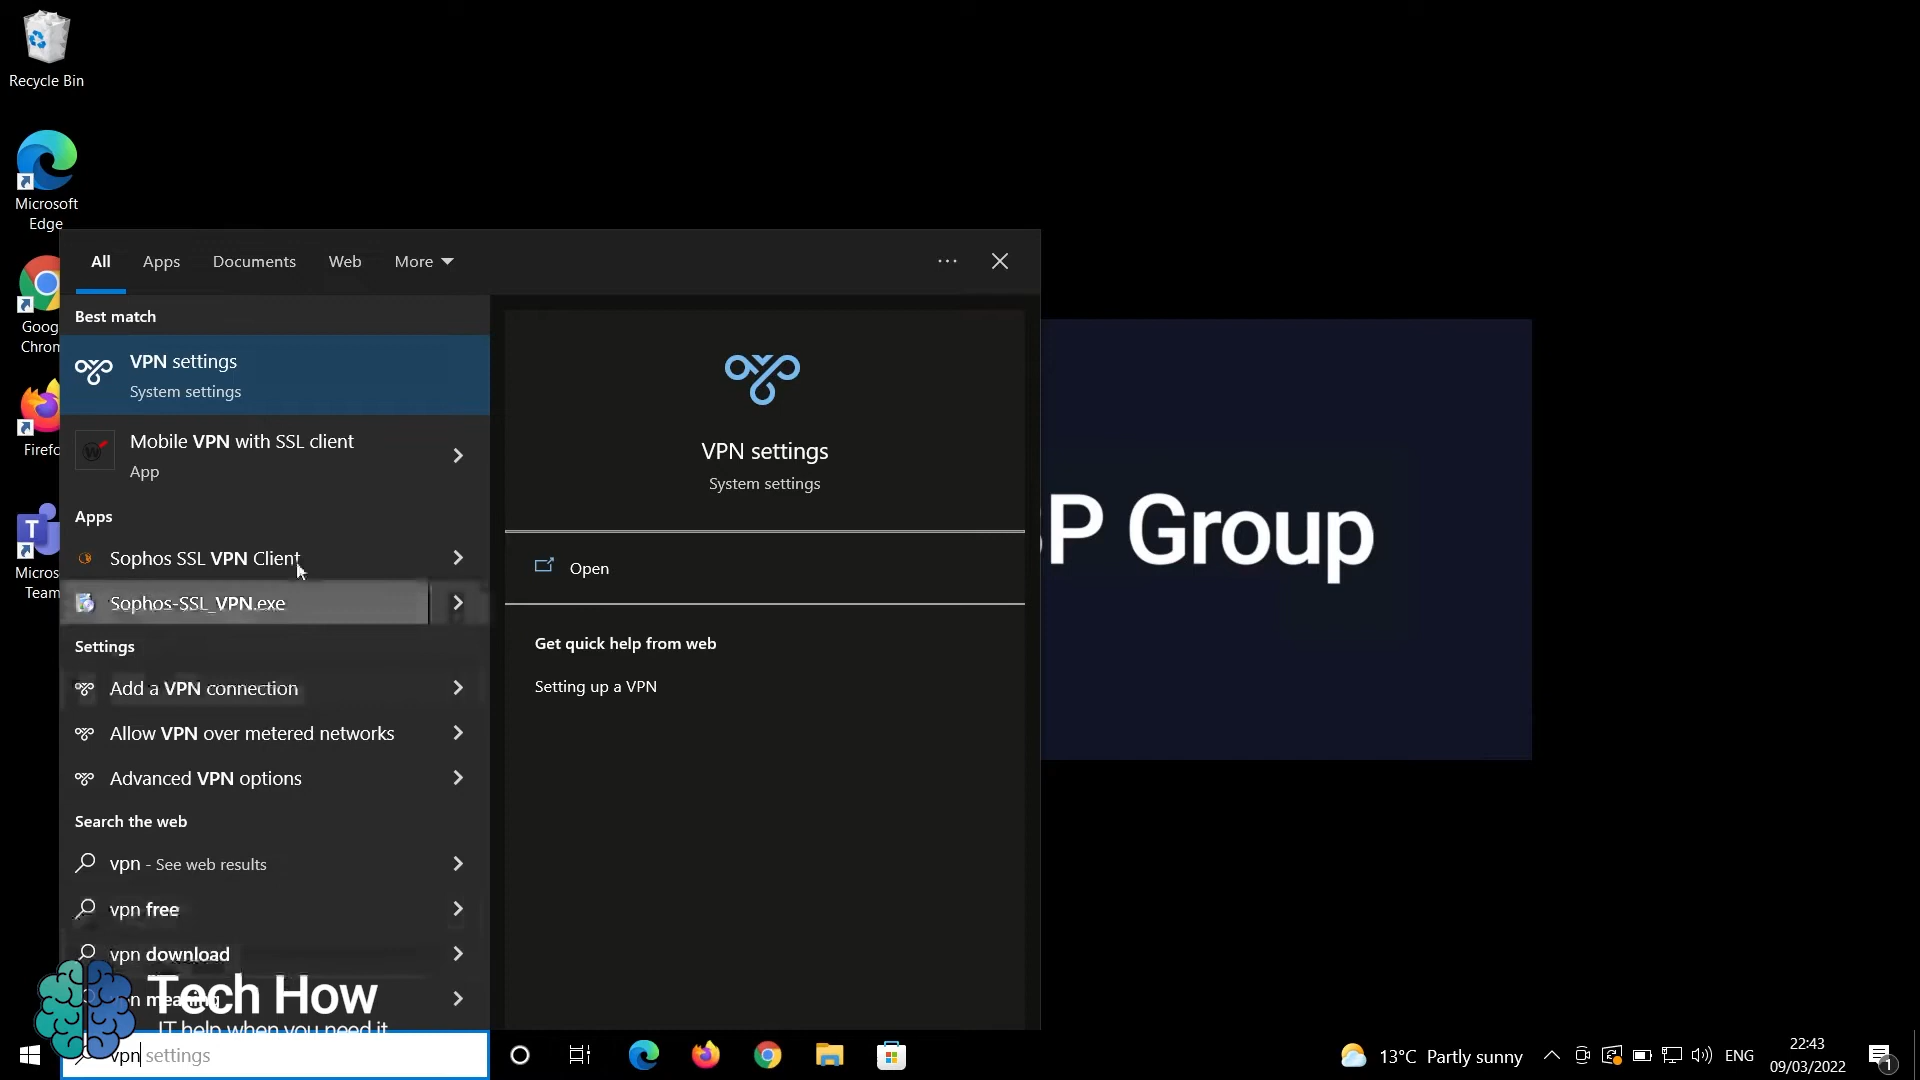 Recycle Bin
Microsoft
Edge
Goog
Chrom
Firefo
Micros
Team
All
Apps
Documents
Web
More
Best match
VPN settings
System settings
Mobile VPN with SSL client
App
Apps
Sophos SSL VPN Client
Sophos-SSL_VPN.exe
Settings
Add a VPN connection
Allow VPN over metered networks
Advanced VPN options
Search the web
vpn - See web results
vpn free
vpn download
vpn meaning
VPN settings
System settings
Open
Get quick help from web
Setting up a VPN
P Group
Tech How
IT help when you need it
vpn settings
13°C Partly sunny
ENG
22:43
09/03/2022
1